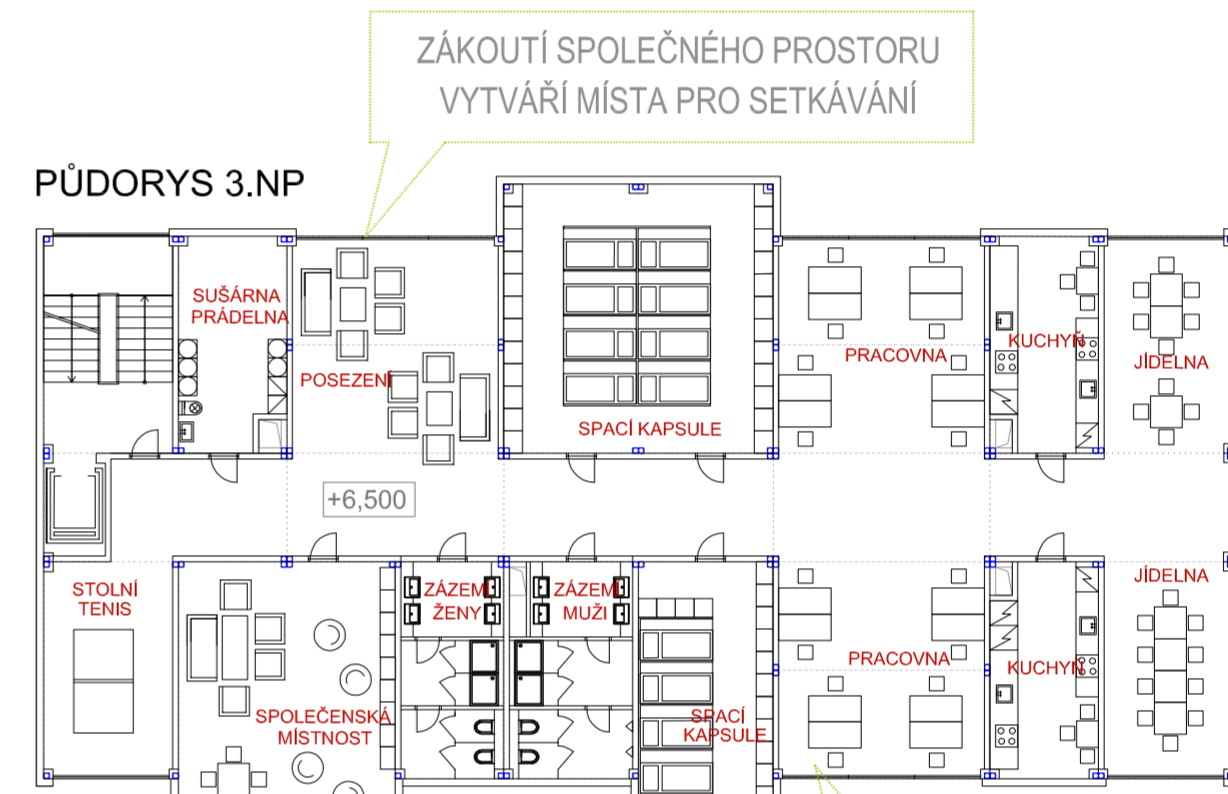 ZÁKOUTÍ SPOLEČNÉHO PROSTORU
VYTVÁŘÍ MÍSTA PRO SETKÁVÁNÍ
PŮDORYS 3.NP
SUŠÁRNA
PRÁDELNA
POSEZENÍ
SPACÍ KAPSULE
PRACOVNA
KUCHYŇ
JÍDELNA
+6,500
STOLNÍ
TENIS
SPOLEČENSKÁ
MÍSTNOST
ZÁZEMÍ
ŽENY
ZÁZEMÍ
MUŽI
SPACÍ
KAPSULE
PRACOVNA
KUCHYŇ
JÍDELNA